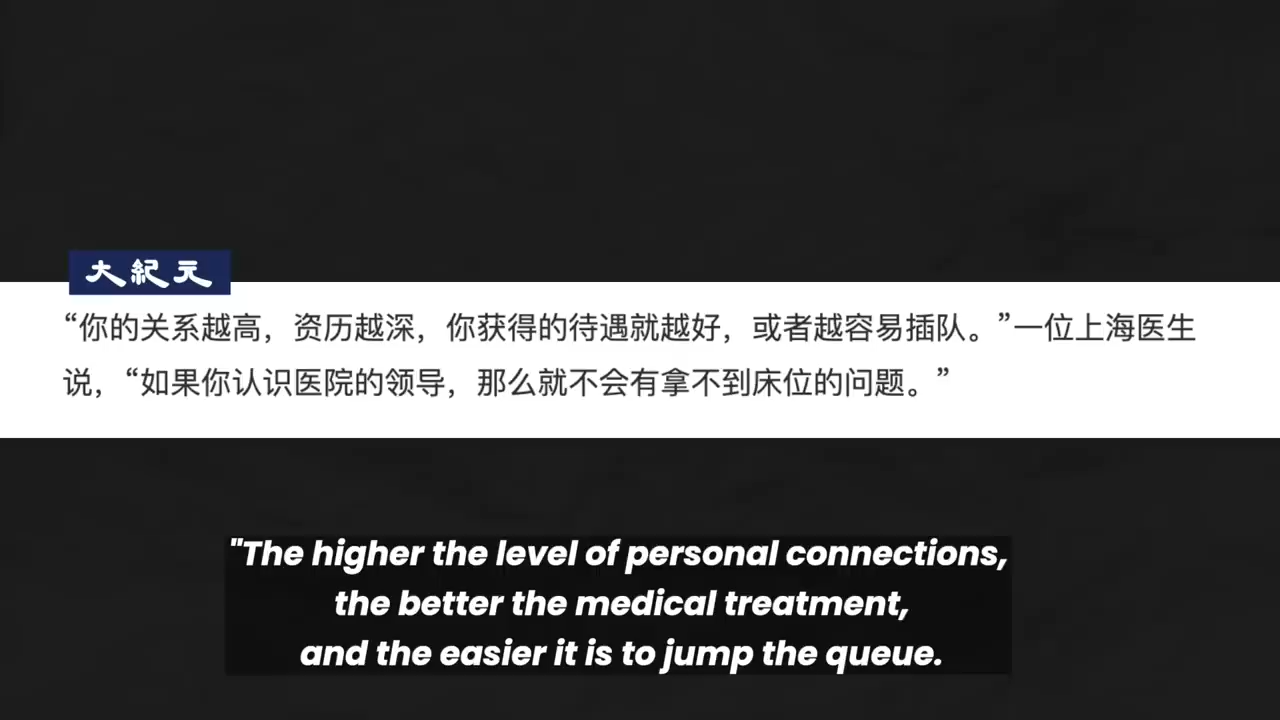 大紀元
“你的关系越高，资历越深，你获得的待遇就越好，或者越容易插队。”一位上海医生
说，“如果你认识医院的领导，那么就不会有拿不到床位的问题。”
"The higher the level of personal connections,
the better the medical treatment,
and the easier it is to jump the queue.